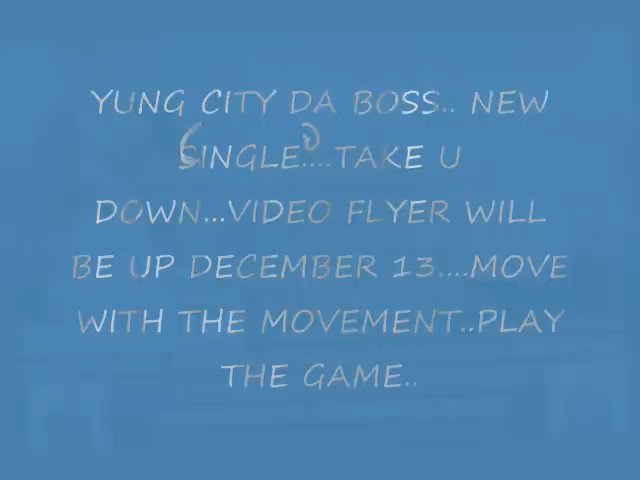 YUNG CITY DA BOSS.. NEW
SINGLE....TAKE U
DOWN...VIDEO FLYER WILL
BE UP DECEMBER 13....MOVE
WITH THE MOVEMENT..PLAY
THE GAME..